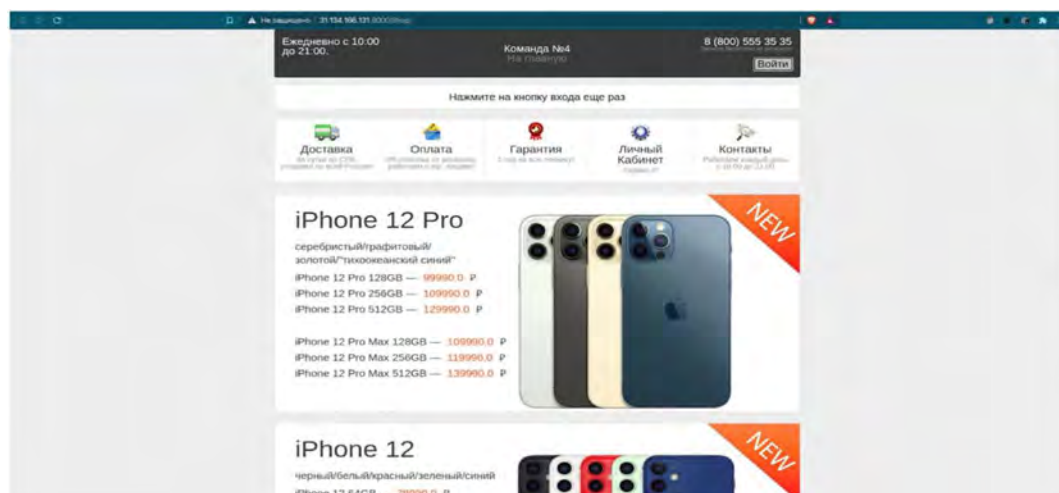 Не защищено
31.134.166.131
Ежедневно с 10:00
до 21:00.
Команда №4
На главную
8 (800) 555 35 35
Войти
Нажмите на кнопку входа еще раз
Доставка
Оплата
Гарантия
Личный
Кабинет
Контакты
iPhone 12 Pro
NEW
серебристый/графитовый/
золотой/"тихоокеанский синий"
iPhone 12 Pro 128GB — 99990.0 ₽
iPhone 12 Pro 256GB — 109990.0 ₽
iPhone 12 Pro 512GB — 129990.0 ₽
iPhone 12 Pro Max 128GB — 109990.0 ₽
iPhone 12 Pro Max 256GB — 119990.0 ₽
iPhone 12 Pro Max 512GB — 139990.0 ₽
iPhone 12
NEW
черный/белый/красный/зеленый/синий